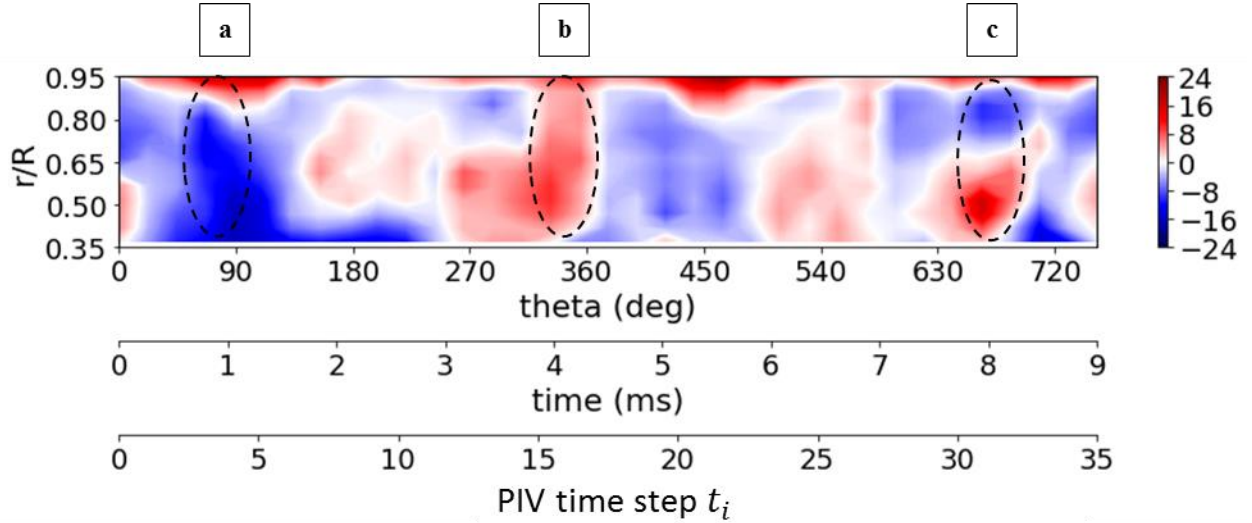 a b c
0.95
0.80
0.65
0.50
0.35
r/R
0 90 180 270 360 450 540 630 720
theta (deg)
0 1 2 3 4 5 6 7 8 9
time (ms)
0 5 10 15 20 25 30 35
PIV time step tᵢ
24
16
8
0
−8
−16
−24